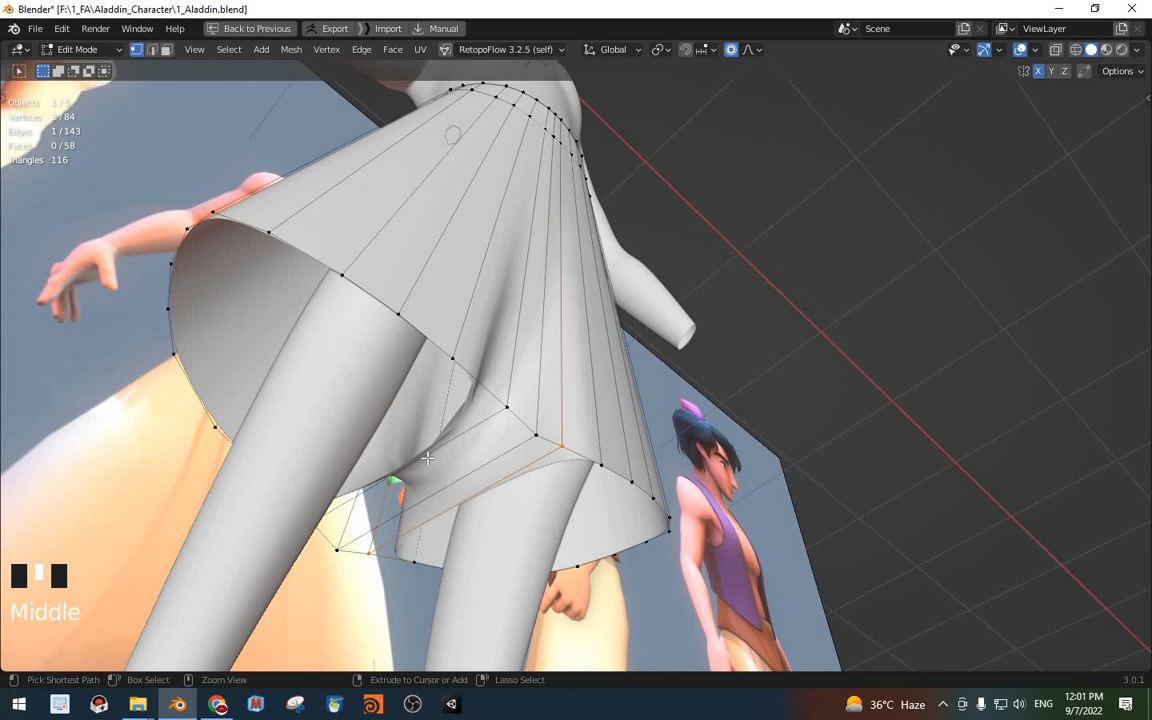 Blender* [F:\1_FA\Aladdin_Character\1_Aladdin.blend]
File Edit Render Window Help Back to Previous Export Import Manual Scene ViewLayer
Edit Mode View Select Add Mesh Vertex Edge Face UV RetopoFlow 3.2.5 (self) Global
X Y Z Options
Objects 1 / 5
Vertices 2 / 84
Edges 1 / 143
Faces 0 / 58
Triangles 116
Middle
Pick Shortest Path Box Select Zoom View Extrude to Cursor or Add Lasso Select 3.0.1
36°C Haze ENG 12:01 PM
9/7/2022